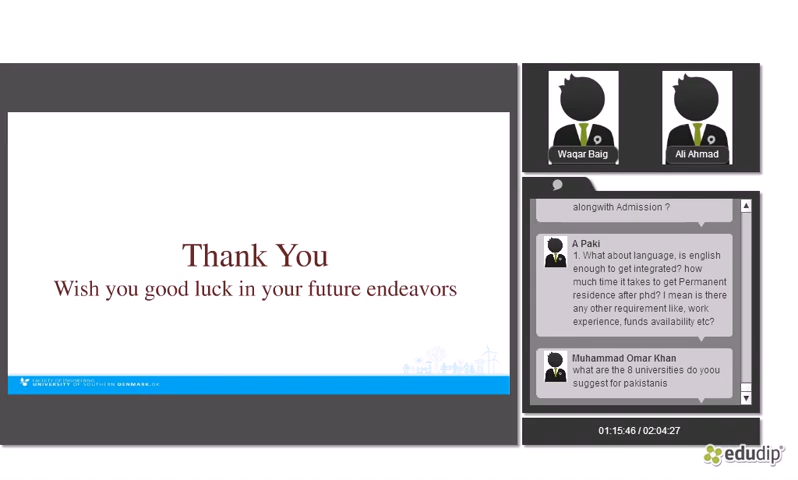 Thank You
Wish you good luck in your future endeavors
FACULTY OF ENGINEERING
UNIVERSITY OF SOUTHERN DENMARK.DK
Waqar Baig
Ali Ahmad
alongwith Admission ?
A Paki
1. What about language, is english
enough to get integrated? how
much time it takes to get Permanent
residence after phd? I mean is there
any other requirement like, work
experience, funds availability etc?
Muhammad Omar Khan
what are the 8 universities do yoou
suggest for pakistanis
01:15:46 / 02:04:27
edudip